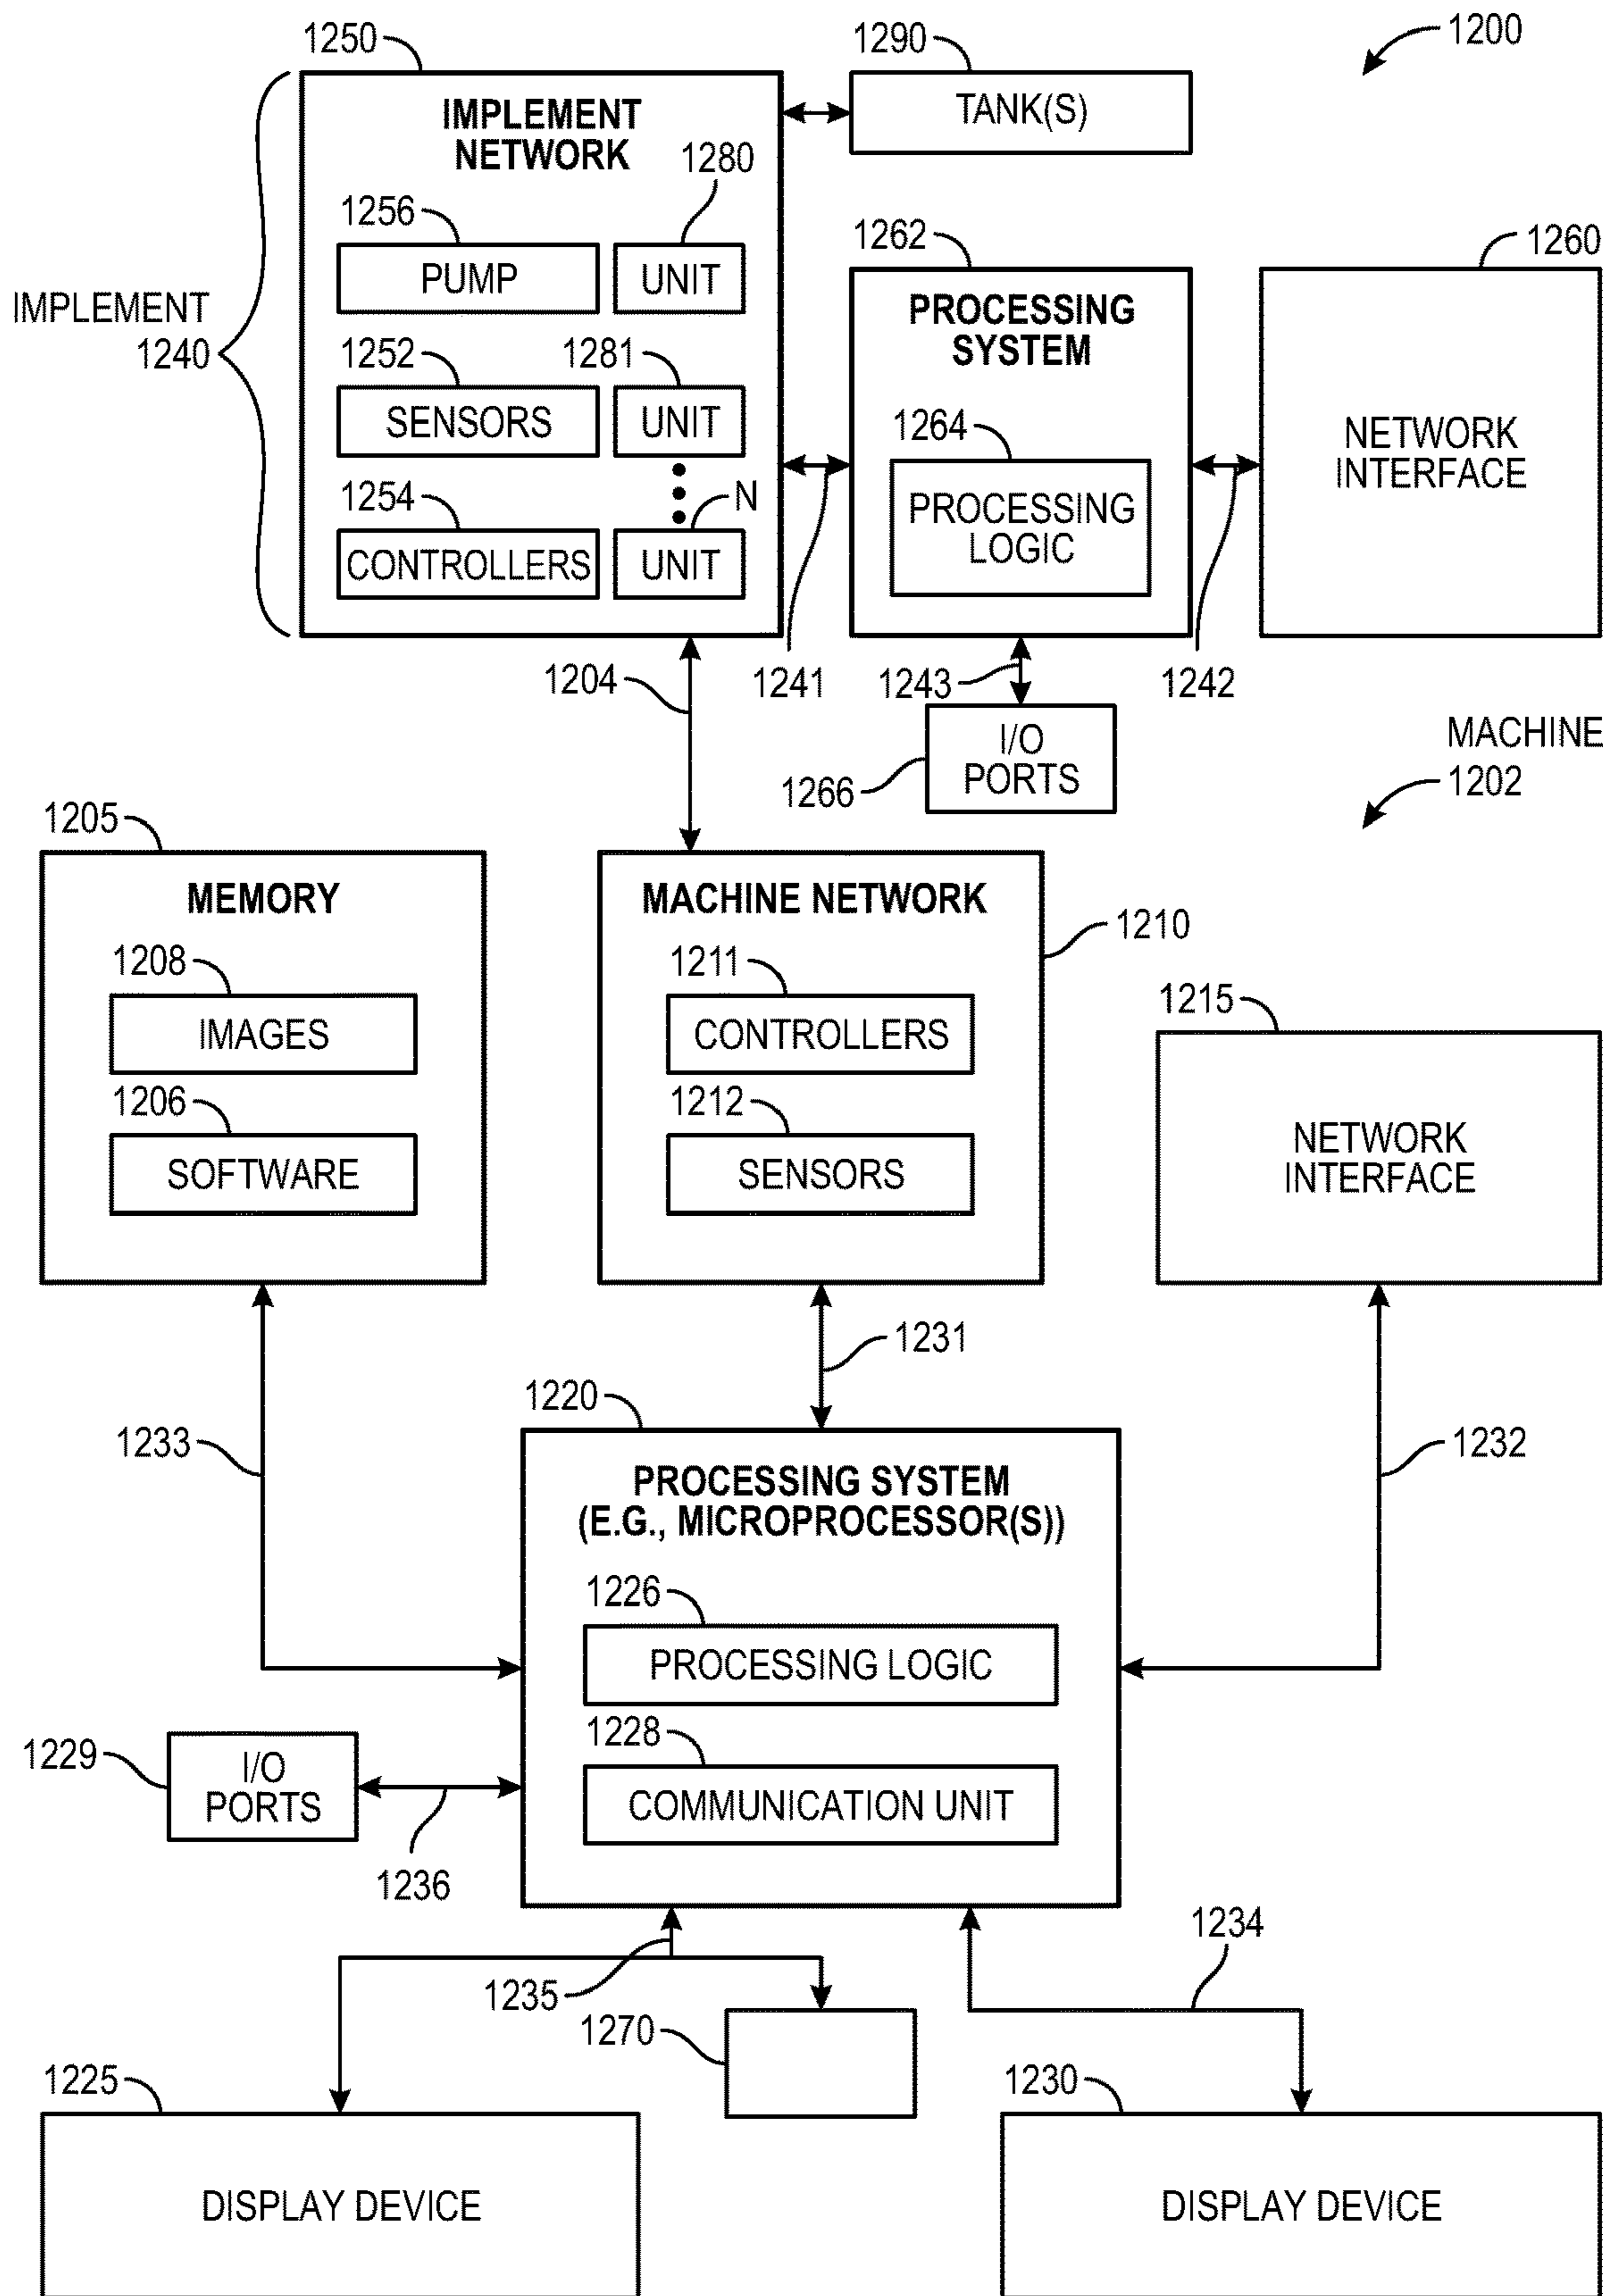 1200
1250
1290
IMPLEMENT
NETWORK
TANK(S)
1280
1256
PUMP
UNIT
1262
1260
IMPLEMENT
1240
PROCESSING
SYSTEM
1252
1281
SENSORS
UNIT
1264
NETWORK
INTERFACE
1254
N
PROCESSING
LOGIC
CONTROLLERS
UNIT
1204
1241
1243
1242
I/O
PORTS
1266
MACHINE
1202
1205
MEMORY
MACHINE NETWORK
1210
1208
IMAGES
1211
CONTROLLERS
1215
1206
SOFTWARE
1212
SENSORS
NETWORK
INTERFACE
1231
1220
1233
1232
PROCESSING SYSTEM
(E.G., MICROPROCESSOR(S))
1226
PROCESSING LOGIC
1229
I/O
PORTS
1228
COMMUNICATION UNIT
1236
1234
1235
1270
1225
1230
DISPLAY DEVICE
DISPLAY DEVICE